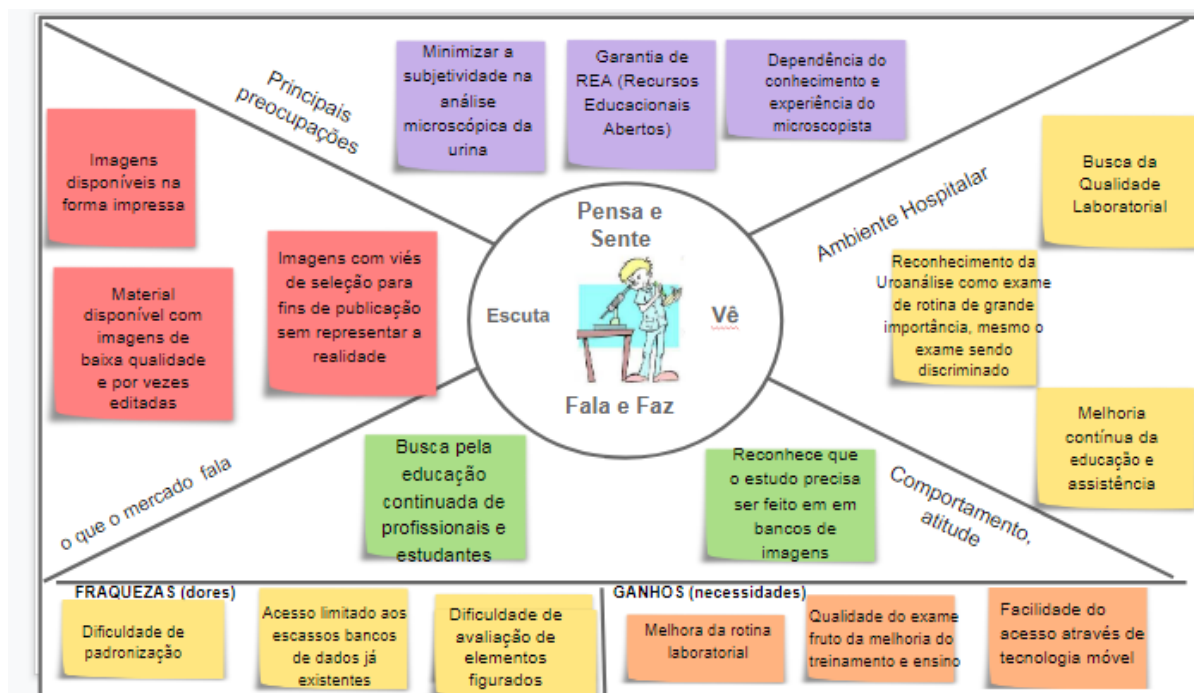 Principais
preocupações
Minimizar a
subjetividade na
análise
microscópica da
urina
Garantia de
REA (Recursos
Educacionais
Abertos)
Dependência do
conhecimento e
experiência do
microscopista
Imagens
disponíveis na
forma impressa
Material
disponível com
imagens de
baixa qualidade
e por vezes
editadas
Imagens com viés
de seleção para
fins de publicação
sem representar a
realidade
Pensa e
Sente
Escuta
Vê
Fala e Faz
Ambiente Hospitalar
Busca da
Qualidade
Laboratorial
Reconhecimento da
Uroanálise como exame
de rotina de grande
importância, mesmo o
exame sendo
discriminado
Melhoria
contínua da
educação e
assistência
o que o mercado fala
Busca pela
educação
continuada de
profissionais e
estudantes
Reconhece que
o estudo precisa
ser feito em em
bancos de
imagens
Comportamento,
atitude
FRAQUEZAS (dores)
Dificuldade de
padronização
Acesso limitado aos
escassos bancos
de dados já
existentes
Dificuldade de
avaliação de
elementos
figurados
GANHOS (necessidades)
Melhora da rotina
laboratorial
Qualidade do exame
fruto da melhoria do
treinamento e ensino
Facilidade do
acesso através de
tecnologia móvel